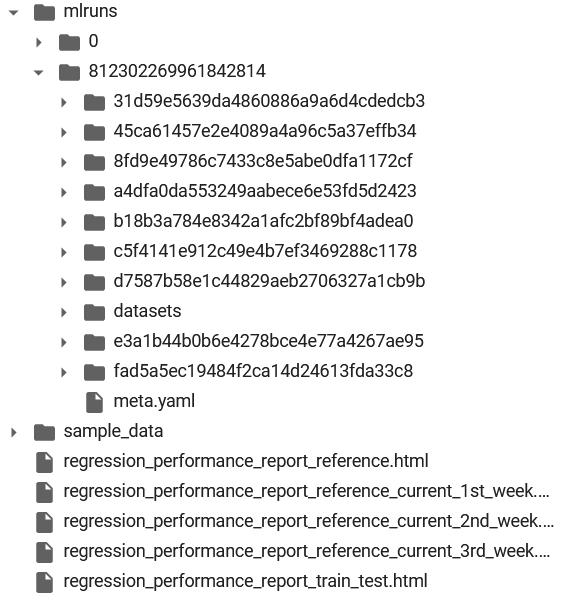 mlruns
0
812302269961842814
31d59e5639da4860886a9a6d4cdedcb3
45ca61457e2e4089a4a96c5a37effb34
8fd9e49786c7433c8e5abe0dfa1172cf
a4dfa0da553249aabece6e53fd5d2423
b18b3a784e8342a1afc2bf89bf4adea0
c5f4141e912c49e4b7ef3469288c1178
d7587b58e1c44829aeb2706327a1cb9b
datasets
e3a1b44b0b6e4278bce4e77a4267ae95
fad5a5ec19484f2ca14d24613fda33c8
meta.yaml
sample_data
regression_performance_report_reference.html
regression_performance_report_reference_current_1st_week....
regression_performance_report_reference_current_2nd_week....
regression_performance_report_reference_current_3rd_week....
regression_performance_report_train_test.html